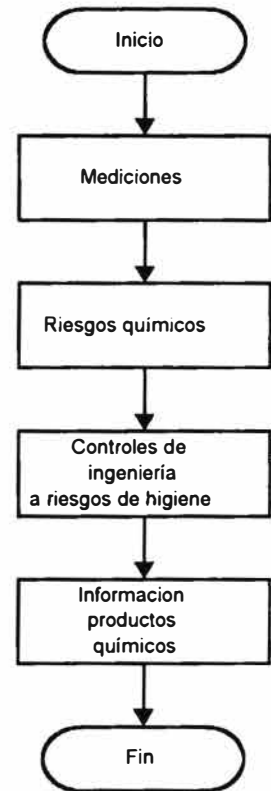 Inicio
Mediciones
Riesgos químicos
Controles de
ingeniería
a riesgos de higiene
Informacion
productos
químicos
Fin